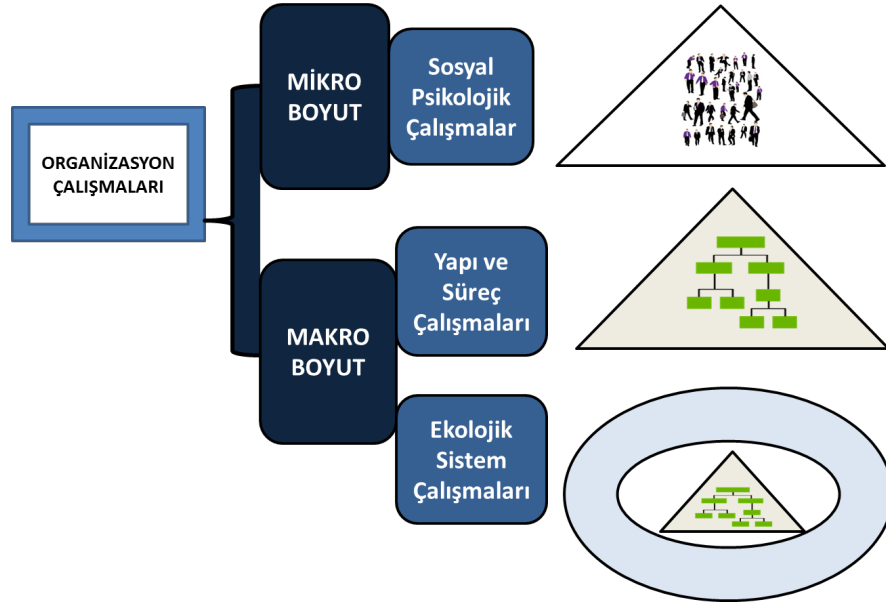 ORGANİZASYON
ÇALIŞMALARI
MİKRO
BOYUT
Sosyal
Psikolojik
Çalışmalar
MAKRO
BOYUT
Yapı ve
Süreç
Çalışmaları
Ekolojik
Sistem
Çalışmaları